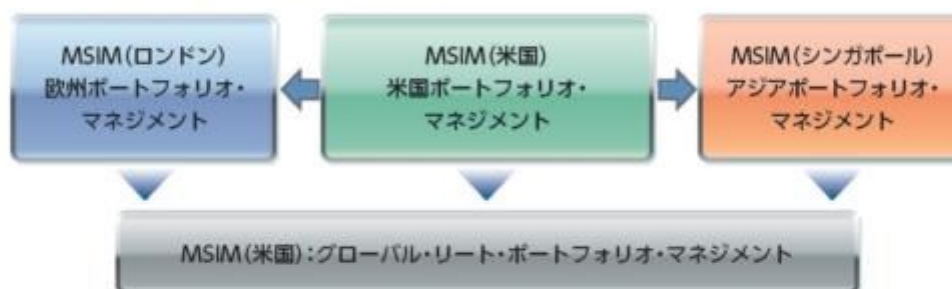 MSIM(ロンドン)
欧州ポートフォリオ・
マネジメント
MSIM(米国)
米国ポートフォリオ・
マネジメント
MSIM(シンガポール)
アジアポートフォリオ・
マネジメント
MSIM(米国):グローバル・リート・ポートフォリオ・マネジメント